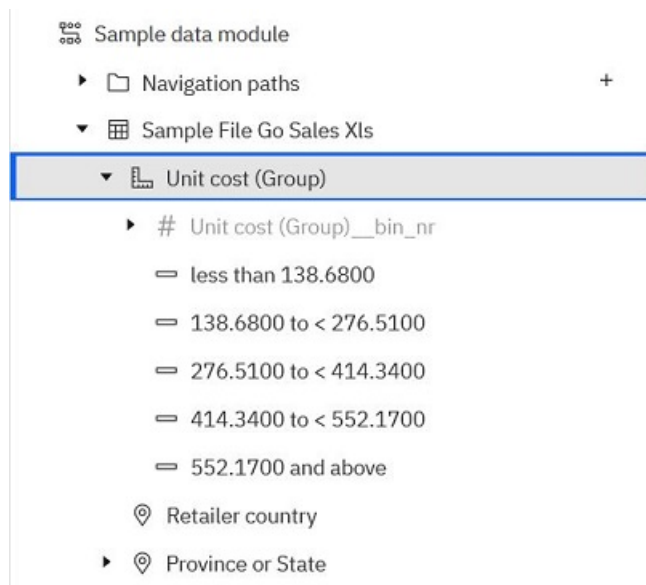 Sample data module
Navigation paths +
Sample File Go Sales Xls
Unit cost (Group)
# Unit cost (Group)__bin_nr
less than 138.6800
138.6800 to < 276.5100
276.5100 to < 414.3400
414.3400 to < 552.1700
552.1700 and above
Retailer country
Province or State